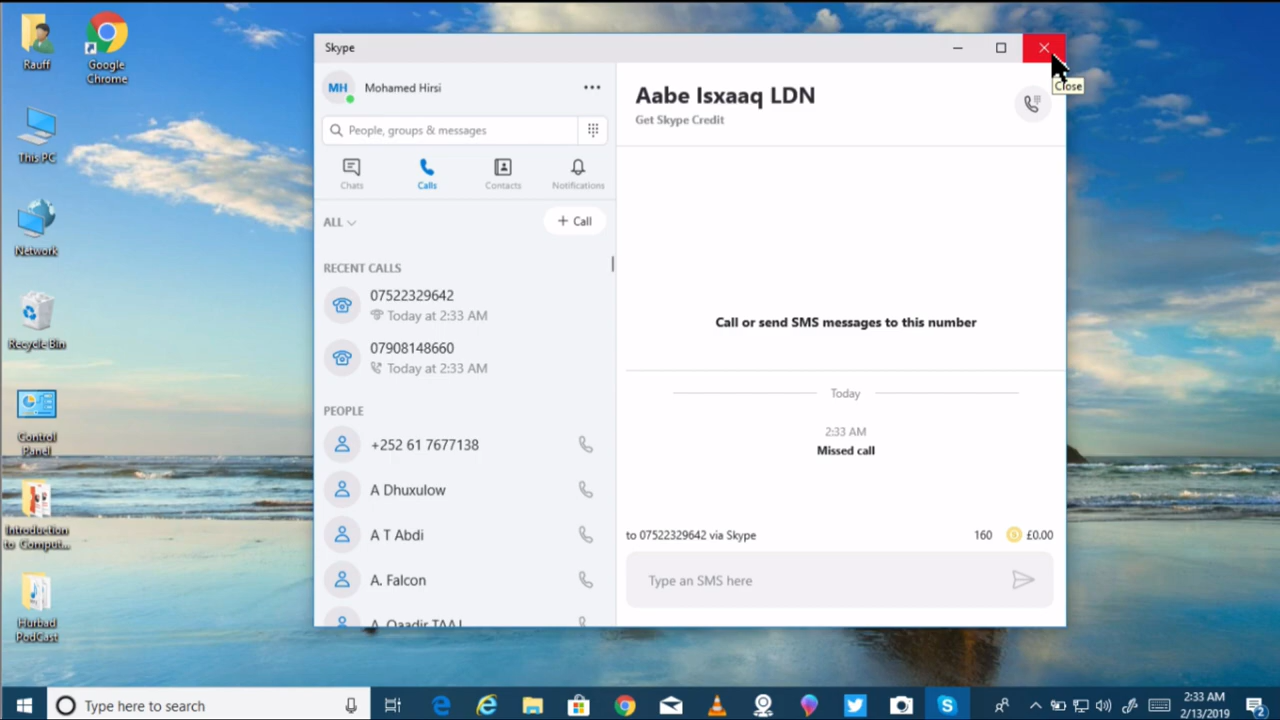 Rauff
Google
Chrome
This PC
Network
Recycle Bin
Control
Panel
Introduction
to Comput...
Hurbad
PodCast
Skype
Close
MH
Mohamed Hirsi
People, groups & messages
Chats
Calls
Contacts
Notifications
ALL
+ Call
RECENT CALLS
07522329642
Today at 2:33 AM
07908148660
Today at 2:33 AM
PEOPLE
+252 61 7677138
A Dhuxulow
A T Abdi
A. Falcon
A. Qaadir TAAJ
Aabe Isxaaq LDN
Get Skype Credit
Call or send SMS messages to this number
Today
2:33 AM
Missed call
to 07522329642 via Skype
160
£0.00
Type an SMS here
Type here to search
2:33 AM
2/13/2019
2